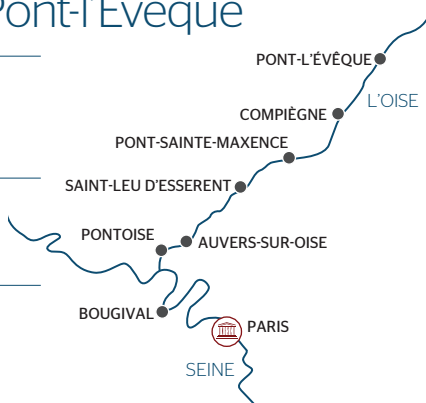 Pont-l'Évêque
PONT-L'ÉVÊQUE
L'OISE
COMPIÈGNE
PONT-SAINTE-MAXENCE
SAINT-LEU D'ESSERENT
PONTOISE
AUVERS-SUR-OISE
BOUGIVAL
PARIS
SEINE